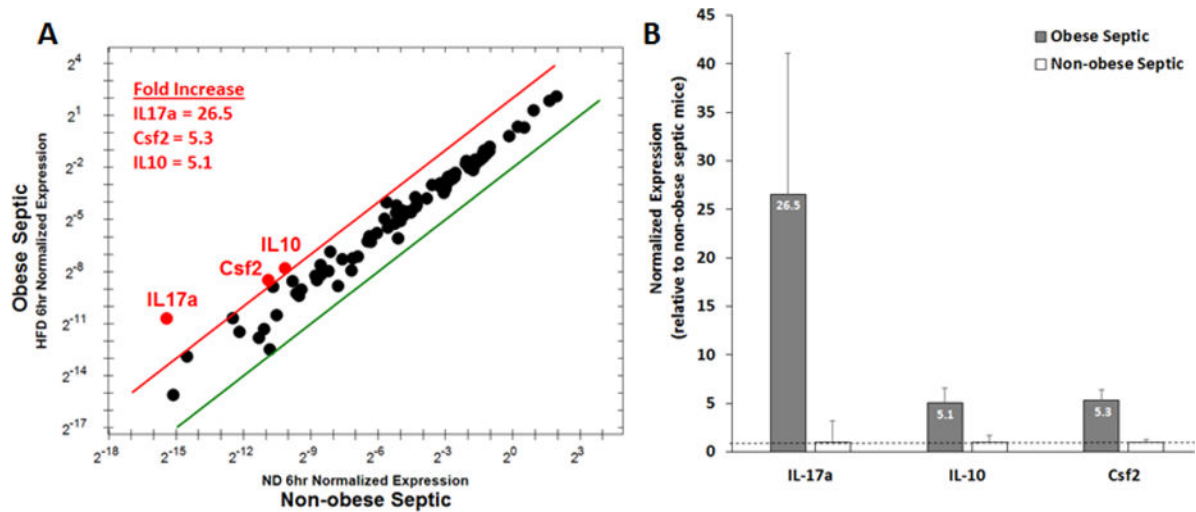 A
Obese Septic
HFD 6hr Normalized Expression
2^4
2^1
2^-2
2^-5
2^-8
2^-11
2^-14
2^-17
Fold Increase
IL17a = 26.5
Csf2 = 5.3
IL10 = 5.1
IL10
Csf2
IL17a
2^-18 2^-15 2^-12 2^-9 2^-6 2^-3 2^0 2^3
ND 6hr Normalized Expression
Non-obese Septic
B
Normalized Expression
(relative to non-obese septic mice)
45
40
35
30
25
20
15
10
5
0
Obese Septic
Non-obese Septic
26.5
5.1
5.3
IL-17a IL-10 Csf2